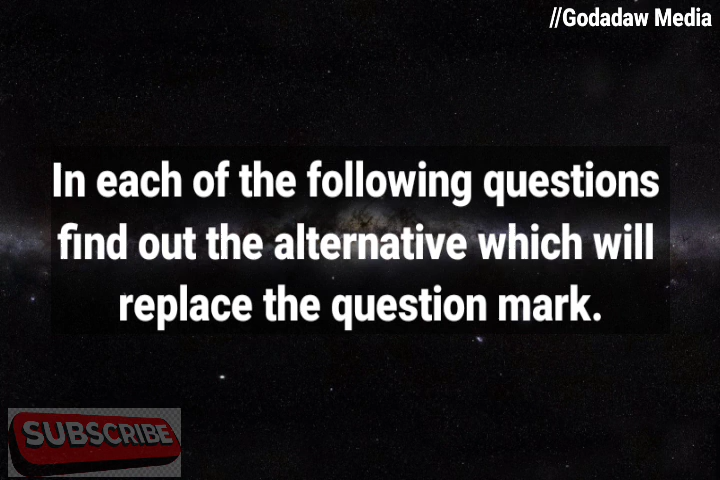 //Godadaw Media
In each of the following questions
find out the alternative which will
replace the question mark.
SUBSCRIBE